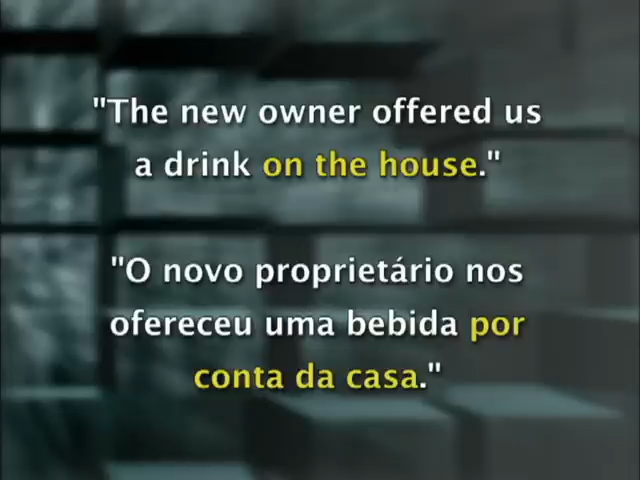 "The new owner offered us
a drink on the house."
"O novo proprietário nos
ofereceu uma bebida por
conta da casa."